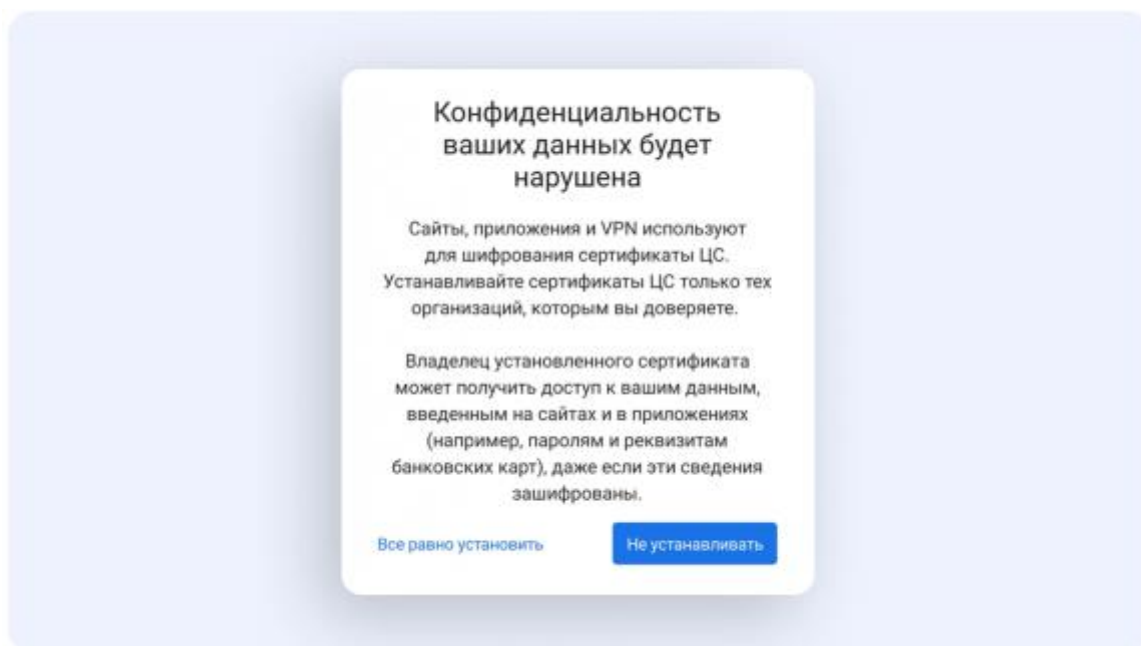 Конфиденциальность
ваших данных будет
нарушена
Сайты, приложения и VPN используют
для шифрования сертификаты ЦС.
Устанавливайте сертификаты ЦС только тех
организаций, которым вы доверяете.
Владелец установленного сертификата
может получить доступ к вашим данным,
введенным на сайтах и в приложениях
(например, паролям и реквизитам
банковских карт), даже если эти сведения
зашифрованы.
Все равно установить
Не устанавливать